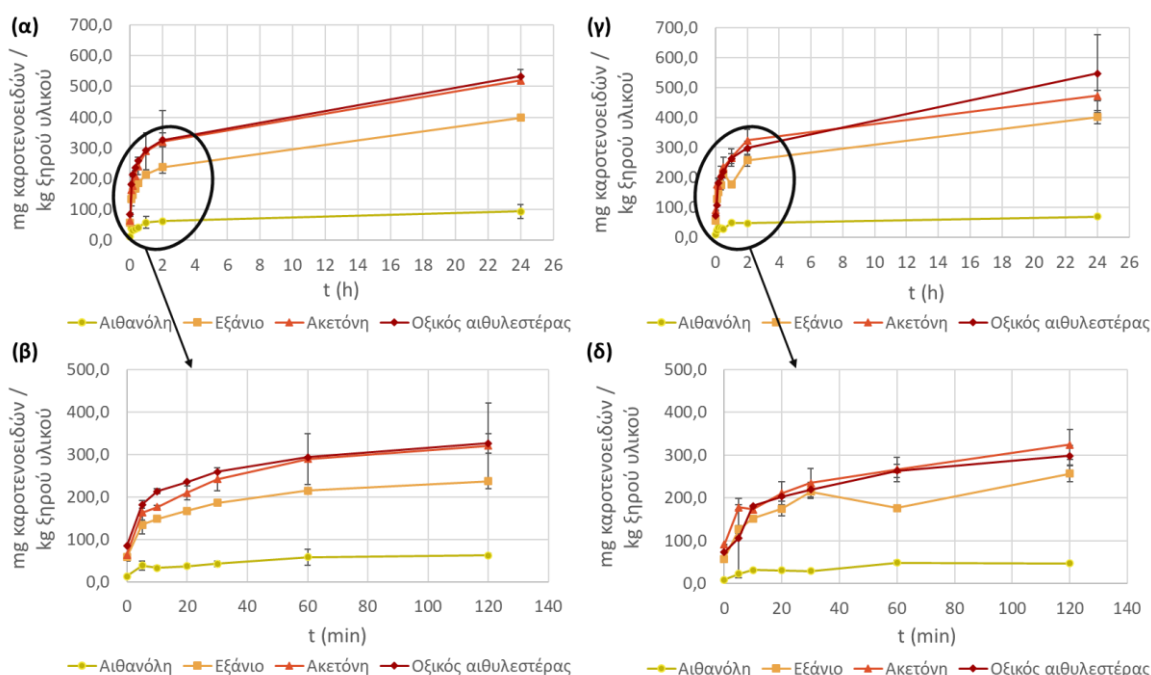 (α)
mg καροτενοειδών /
kg ξηρού υλικού
700,0
600,0
500,0
400,0
300,0
200,0
100,0
0,0
0 2 4 6 8 10 12 14 16 18 20 22 24 26
t (h)
Αιθανόλη Εξάνιο Ακετόνη Οξικός αιθυλεστέρας
(γ)
mg καροτενοειδών /
kg ξηρού υλικού
700,0
600,0
500,0
400,0
300,0
200,0
100,0
0,0
0 2 4 6 8 10 12 14 16 18 20 22 24 26
t (h)
Αιθανόλη Εξάνιο Ακετόνη Οξικός αιθυλεστέρας
(β)
mg καροτενοειδών /
kg ξηρού υλικού
500,0
400,0
300,0
200,0
100,0
0,0
0 20 40 60 80 100 120 140
t (min)
Αιθανόλη Εξάνιο Ακετόνη Οξικός αιθυλεστέρας
(δ)
mg καροτενοειδών /
kg ξηρού υλικού
500,0
400,0
300,0
200,0
100,0
0,0
0 20 40 60 80 100 120 140
t (min)
Αιθανόλη Εξάνιο Ακετόνη Οξικός αιθυλεστέρας